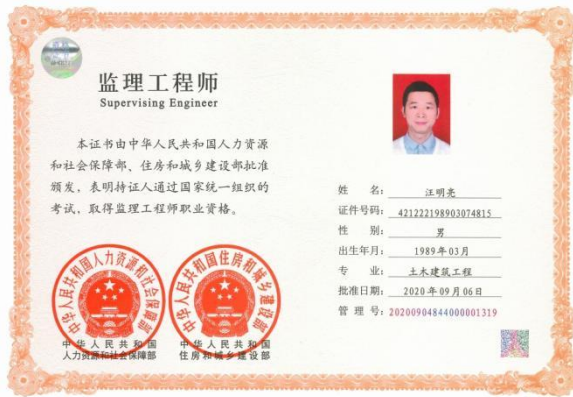 监理工程师
Supervising Engineer
本证书由中华人民共和国人力资源
和社会保障部、住房和城乡建设部批准
颁发,表明持证人通过国家统一组织的
考试,取得监理工程师职业资格。
中华人民共和国人力资源和社会保障部
中华人民共和国住房和城乡建设部
中华人民共和国
人力资源和社会保障部
中华人民共和国
住房和城乡建设部
姓 名: 汪明亮
证件号码: 421222198903074815
性 别: 男
出生年月: 1989年03月
专 业: 土木建筑工程
批准日期: 2020年09月06日
管 理 号: 20200904844000001319